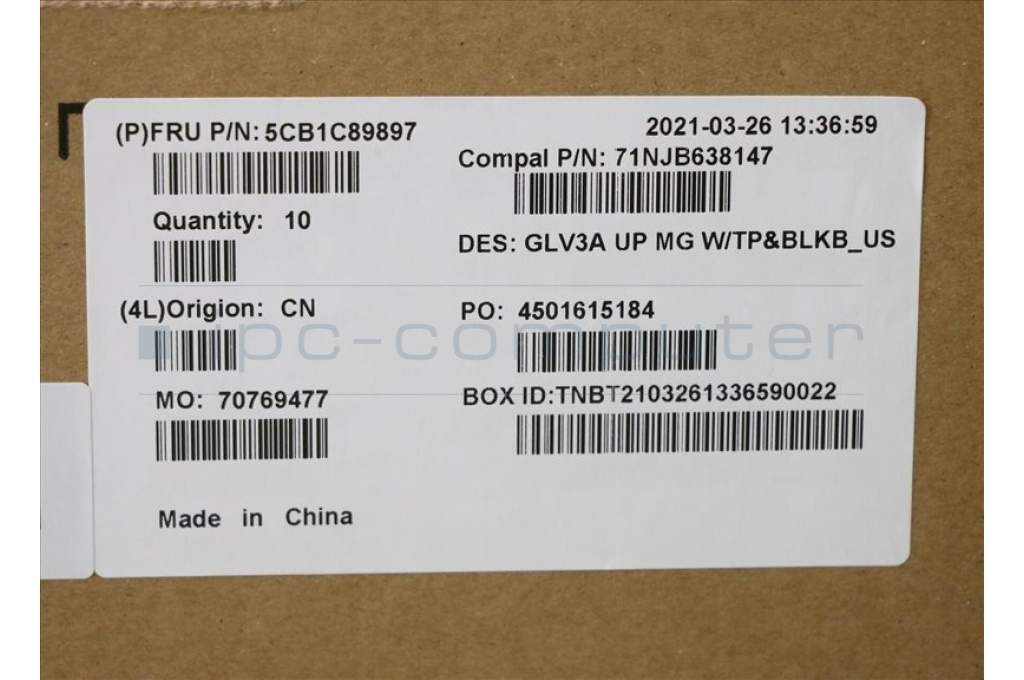 (P)FRU P/N: 5CB1C89897
2021-03-26 13:36:59
Compal P/N: 71NJB638147
Quantity: 10
DES: GLV3A UP MG W/TP&BLKB_US
(4L)Origion: CN
PO: 4501615184
ipc-computer
MO: 70769477
BOX ID:TNBT2103261336590022
Made in China